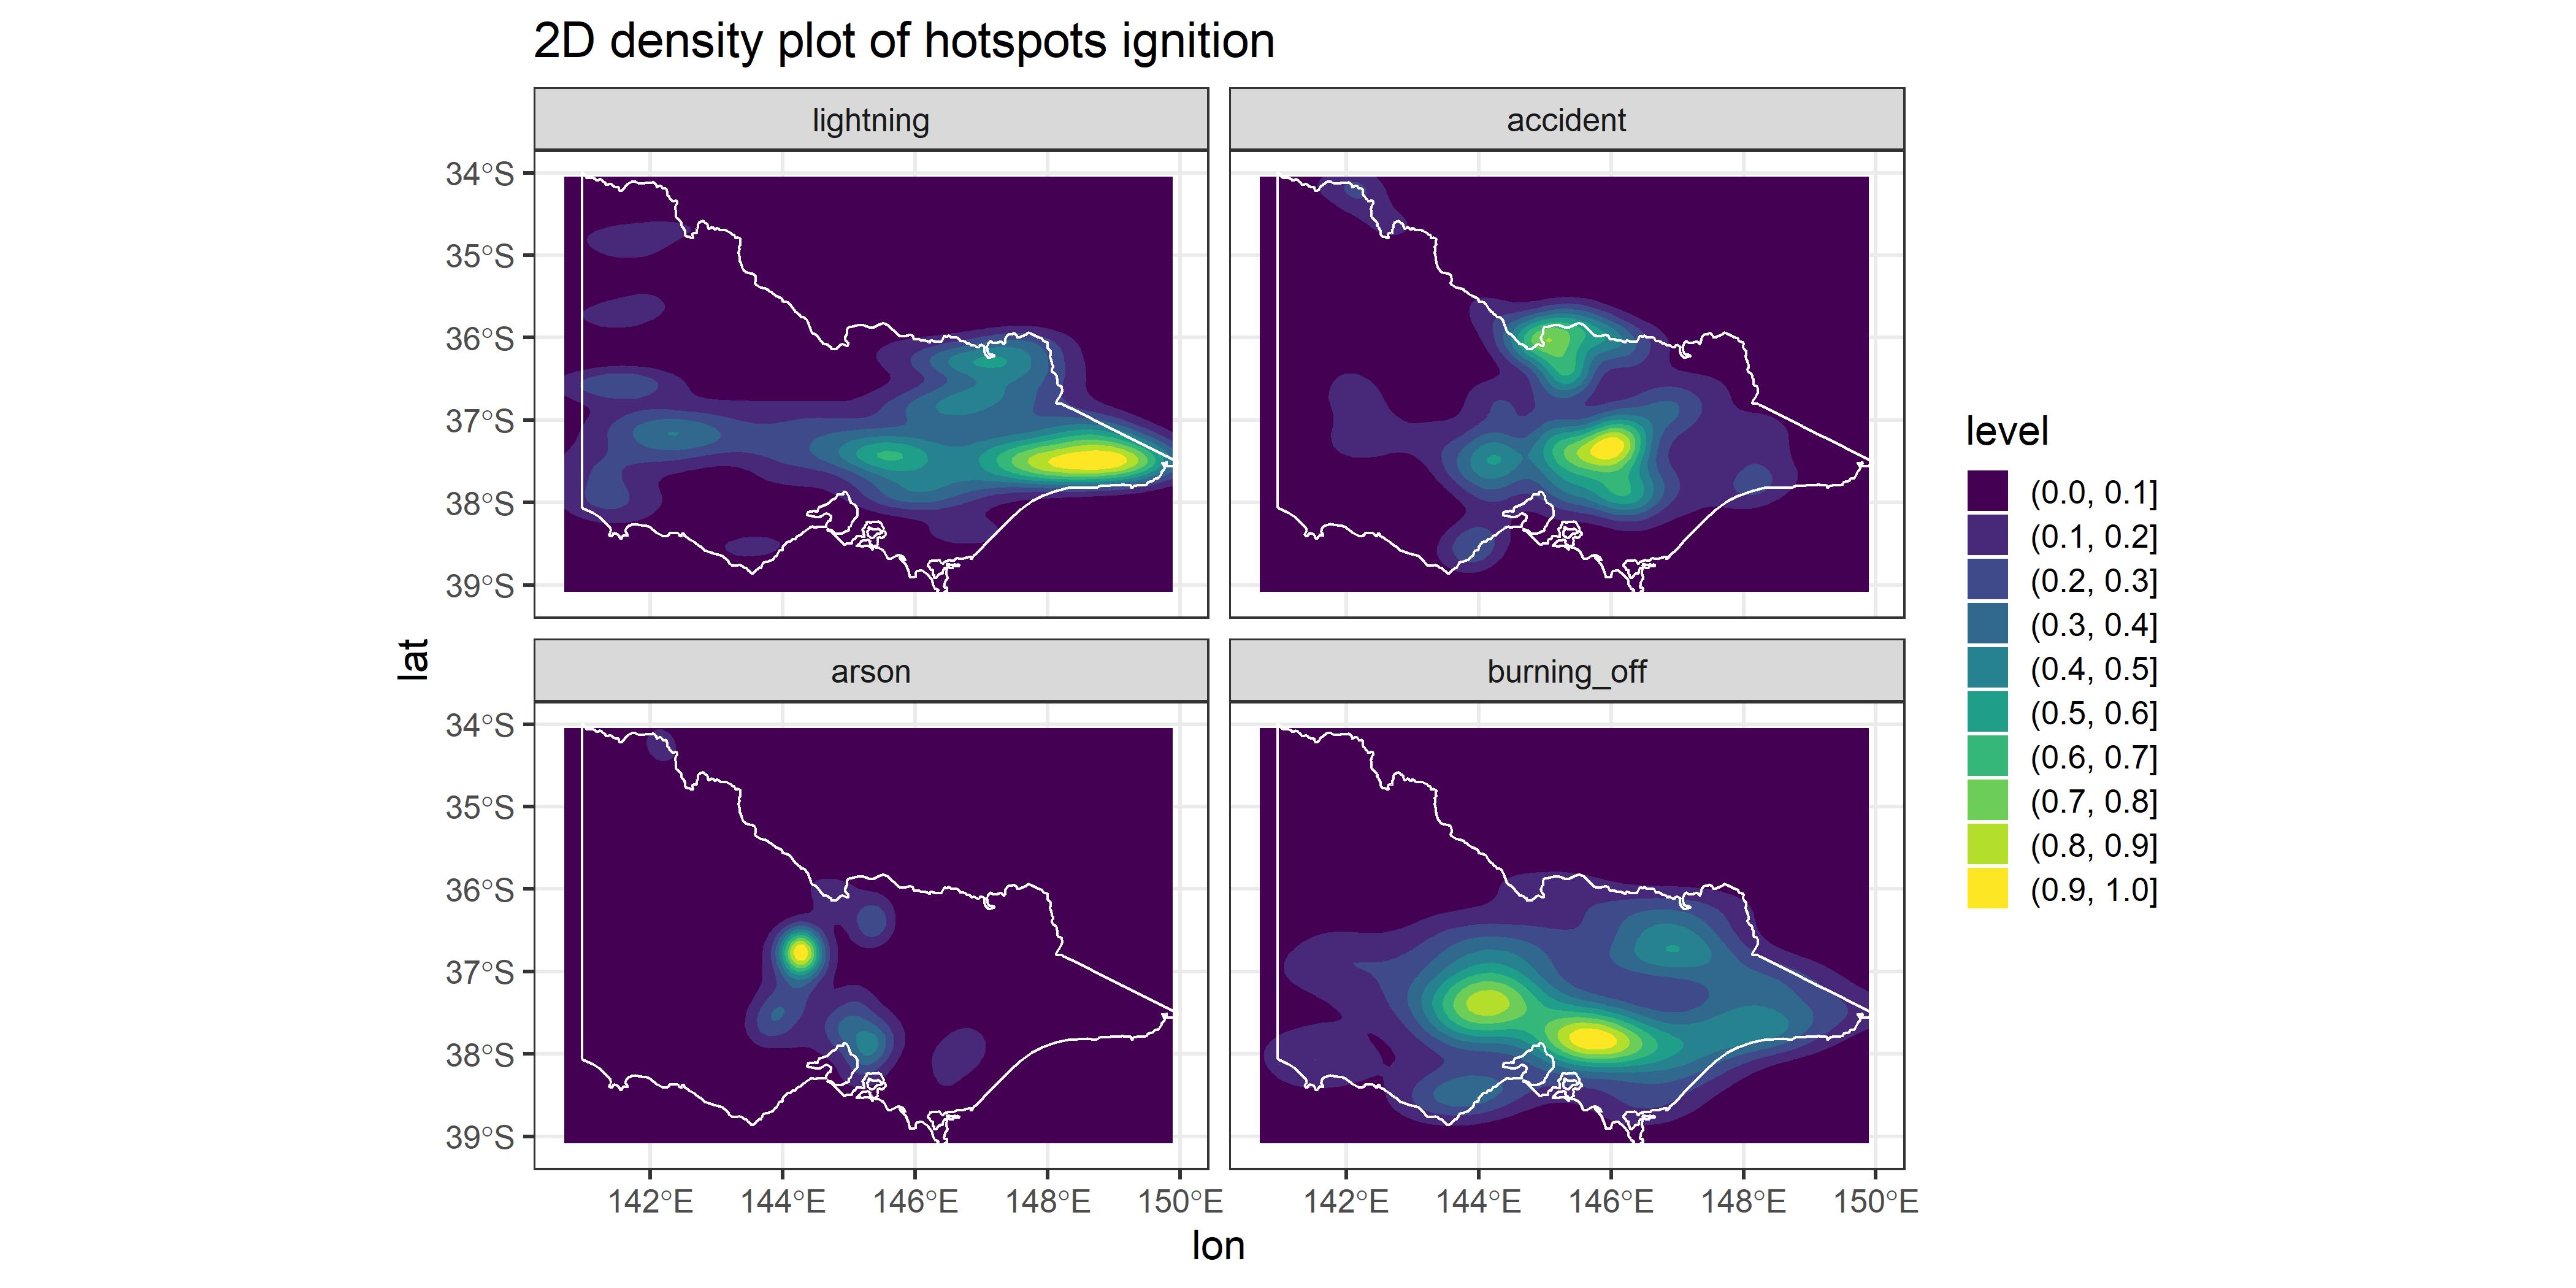 2D density plot of hotspots ignition
lightning
accident
34°S
35°S
36°S
37°S
38°S
39°S
lat
arson
burning_off
34°S
35°S
36°S
37°S
38°S
39°S
142°E 144°E 146°E 148°E 150°E
142°E 144°E 146°E 148°E 150°E
lon
level
(0.0, 0.1]
(0.1, 0.2]
(0.2, 0.3]
(0.3, 0.4]
(0.4, 0.5]
(0.5, 0.6]
(0.6, 0.7]
(0.7, 0.8]
(0.8, 0.9]
(0.9, 1.0]